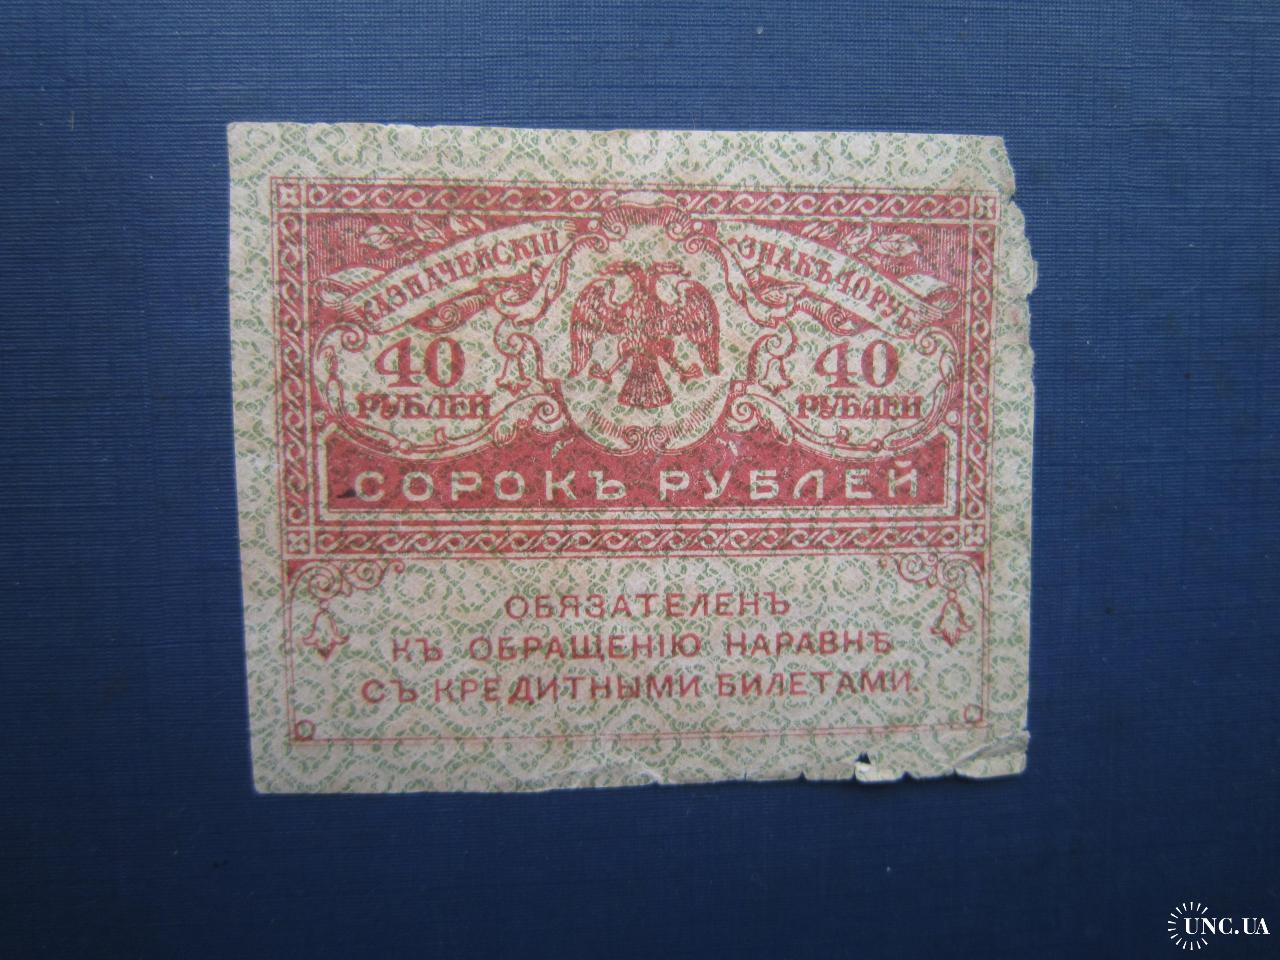 КАЗНАЧЕЙСКІЙ ЗНАКЪ 40 РУБ.
40 РУБЛЕЙ
40 РУБЛЕЙ
СОРОКЪ РУБЛЕЙ
ОБЯЗАТЕЛЕНЪ
КЪ ОБРАЩЕНІЮ НАРАВНѢ
СЪ КРЕДИТНЫМИ БИЛЕТАМИ.
UNC.UA